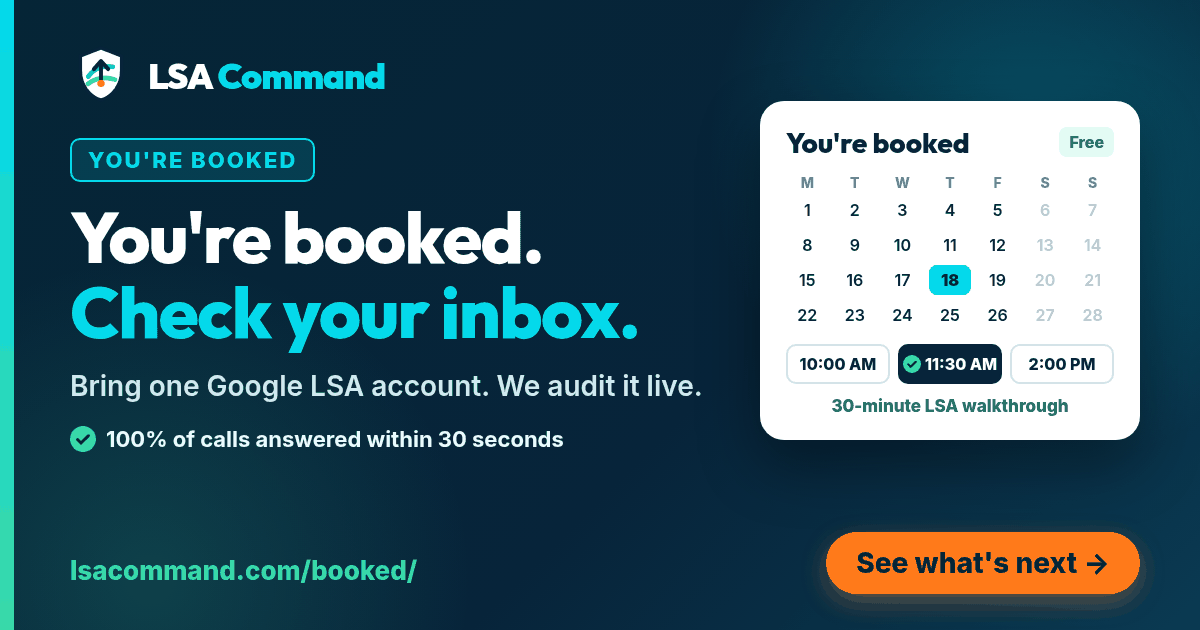 LSA Command
YOU'RE BOOKED
You're booked.
Check your inbox.
Bring one Google LSA account. We audit it live.
100% of calls answered within 30 seconds
lsacommand.com/booked/
You're booked
Free
M T W T F S S
1 2 3 4 5 6 7
8 9 10 11 12 13 14
15 16 17 18 19 20 21
22 23 24 25 26 27 28
10:00 AM 11:30 AM 2:00 PM
30-minute LSA walkthrough
See what's next →